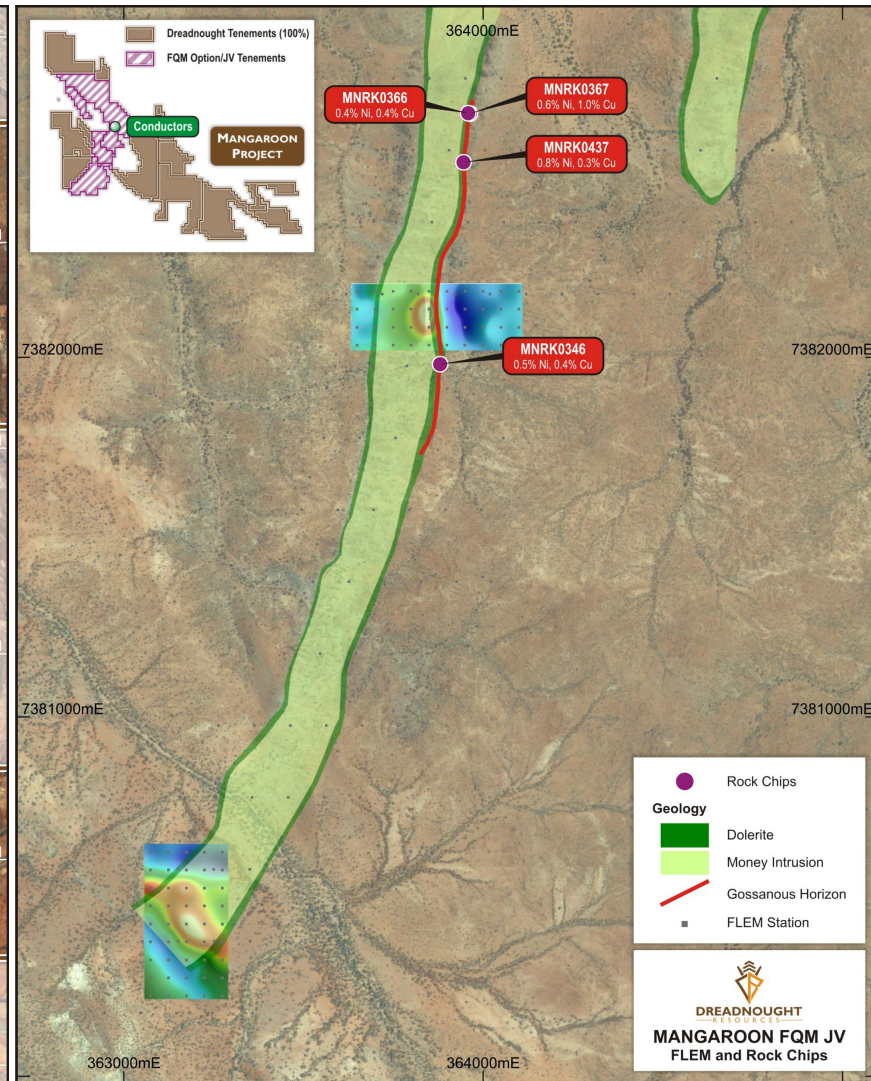 Dreadnought Tenements (100%)
FQM Option/JV Tenements
Conductors
MANGAROON
PROJECT
364000mE
MNRK0366
0.4% Ni, 0.4% Cu
MNRK0367
0.6% Ni, 1.0% Cu
MNRK0437
0.8% Ni, 0.3% Cu
7382000mE
7382000mE
MNRK0346
0.5% Ni, 0.4% Cu
7381000mE
7381000mE
Rock Chips
Geology
Dolerite
Money Intrusion
Gossanous Horizon
FLEM Station
DREADNOUGHT
RESOURCES
MANGAROON FQM JV
FLEM and Rock Chips
363000mE
364000mE